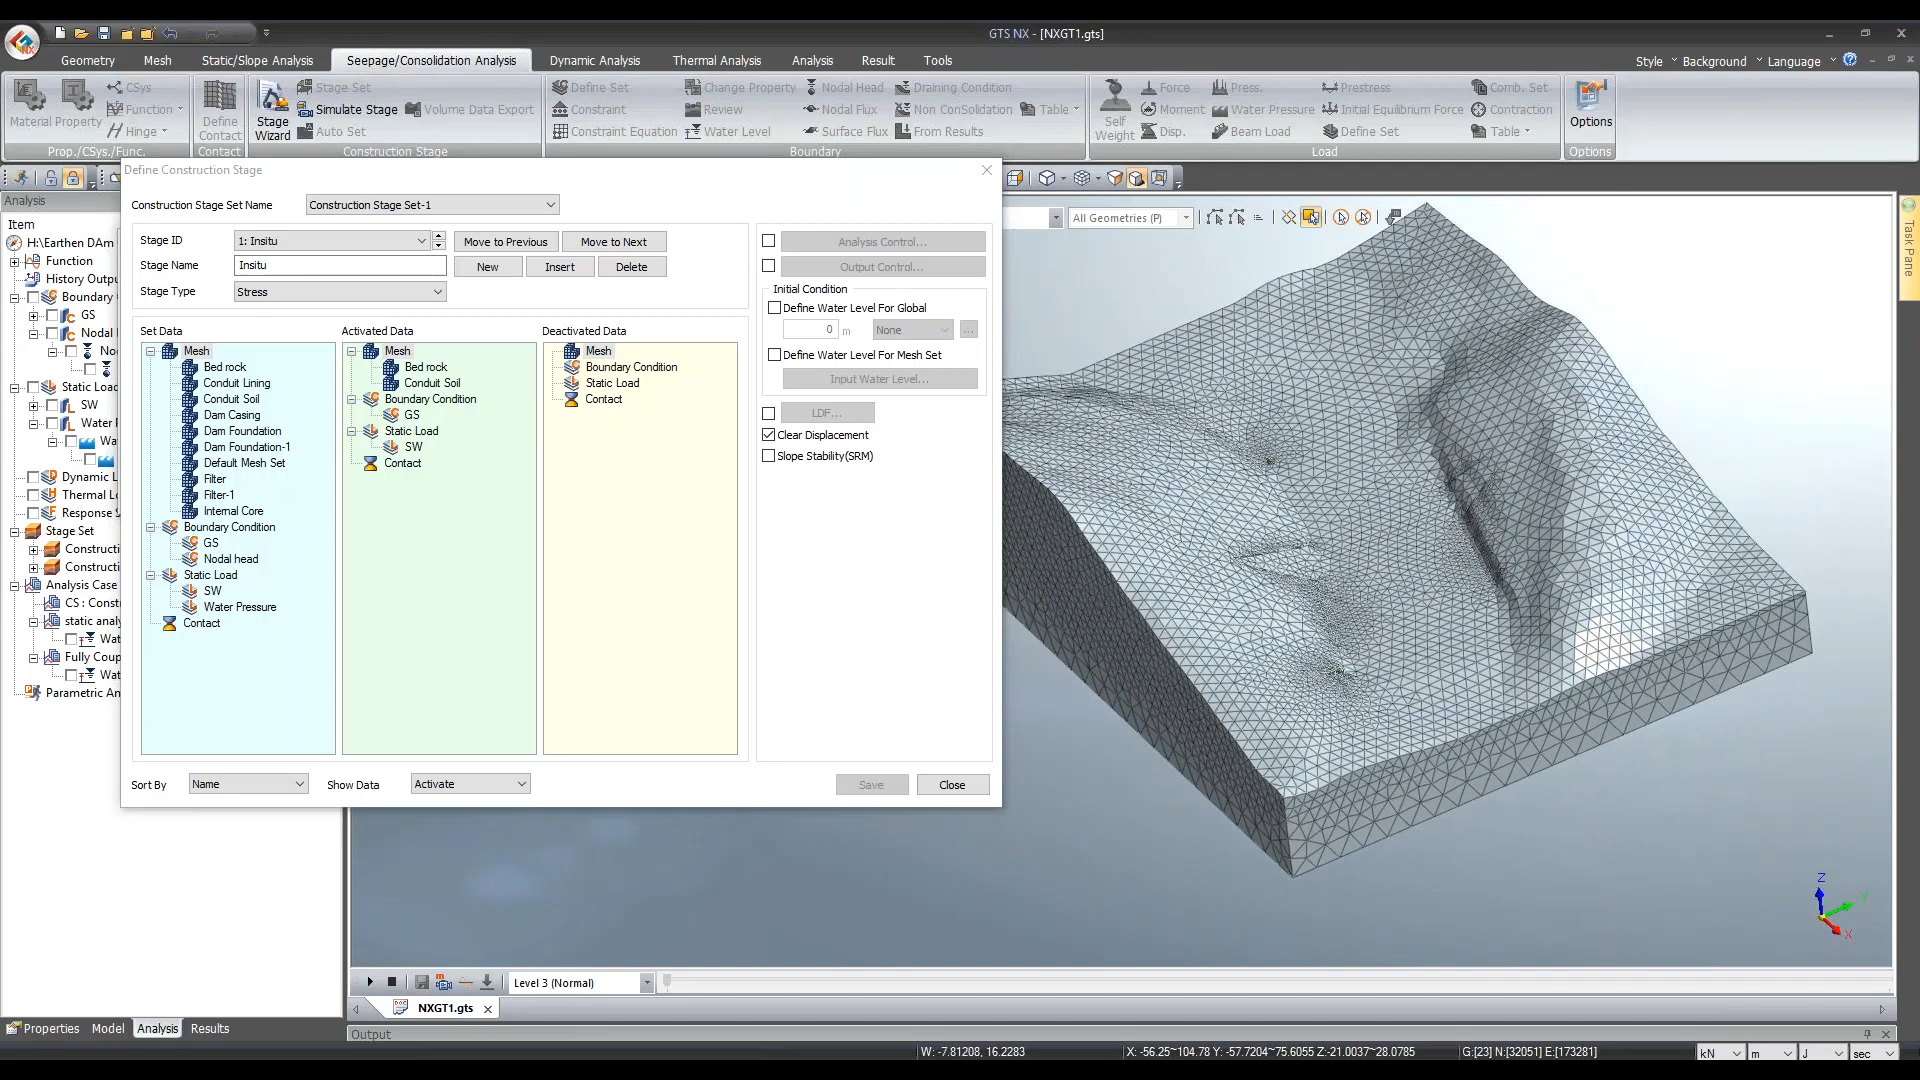 GTS NX - [NXGT1.gts]
Geometry Mesh Static/Slope Analysis Seepage/Consolidation Analysis Dynamic Analysis Thermal Analysis Analysis Result Tools
Style Background Language
Material Property
CSys
Function
Hinge
Prop./CSys./Func.
Define Contact
Contact
Stage Wizard
Stage Set
Simulate Stage
Auto Set
Volume Data Export
Construction Stage
Define Set
Constraint
Constraint Equation
Change Property
Review
Water Level
Nodal Head
Nodal Flux
Surface Flux
Draining Condition
Non ConSolidation
From Results
Table
Boundary
Self Weight
Force
Moment
Disp.
Press.
Water Pressure
Beam Load
Prestress
Initial Equilibrium Force
Define Set
Comb. Set
Contraction
Table
Load
Options
Options
Analysis
Item
H:\Earthen DAm
Function
History Outpu
Boundary
GS
Nodal
No
Static Load
SW
Water
Wa
Dynamic L
Thermal Lo
Response S
Stage Set
Constructi
Constructi
Analysis Case
CS : Const
static analy
Wat
Fully Coup
Wat
Parametric An
Define Construction Stage
Construction Stage Set Name Construction Stage Set-1
Stage ID 1: Insitu Move to Previous Move to Next
Stage Name Insitu New Insert Delete
Stage Type Stress
Set Data
Mesh
Bed rock
Conduit Lining
Conduit Soil
Dam Casing
Dam Foundation
Dam Foundation-1
Default Mesh Set
Filter
Filter-1
Internal Core
Boundary Condition
GS
Nodal head
Static Load
SW
Water Pressure
Contact
Activated Data
Mesh
Bed rock
Conduit Soil
Boundary Condition
GS
Static Load
SW
Contact
Deactivated Data
Mesh
Boundary Condition
Static Load
Contact
Analysis Control...
Output Control...
Initial Condition
Define Water Level For Global
0 m None ...
Define Water Level For Mesh Set
Input Water Level...
LDF...
Clear Displacement
Slope Stability(SRM)
Sort By Name Show Data Activate Save Close
All Geometries (P)
Task Pane
Z
Y
X
Level 3 (Normal)
NXGT1.gts
Properties Model Analysis Results
Output
W: -7.81208, 16.2283 X: -56.25~104.78 Y: -57.7204~75.6055 Z:-21.0037~28.0785 G:[23] N:[32051] E:[173281] kN m J sec